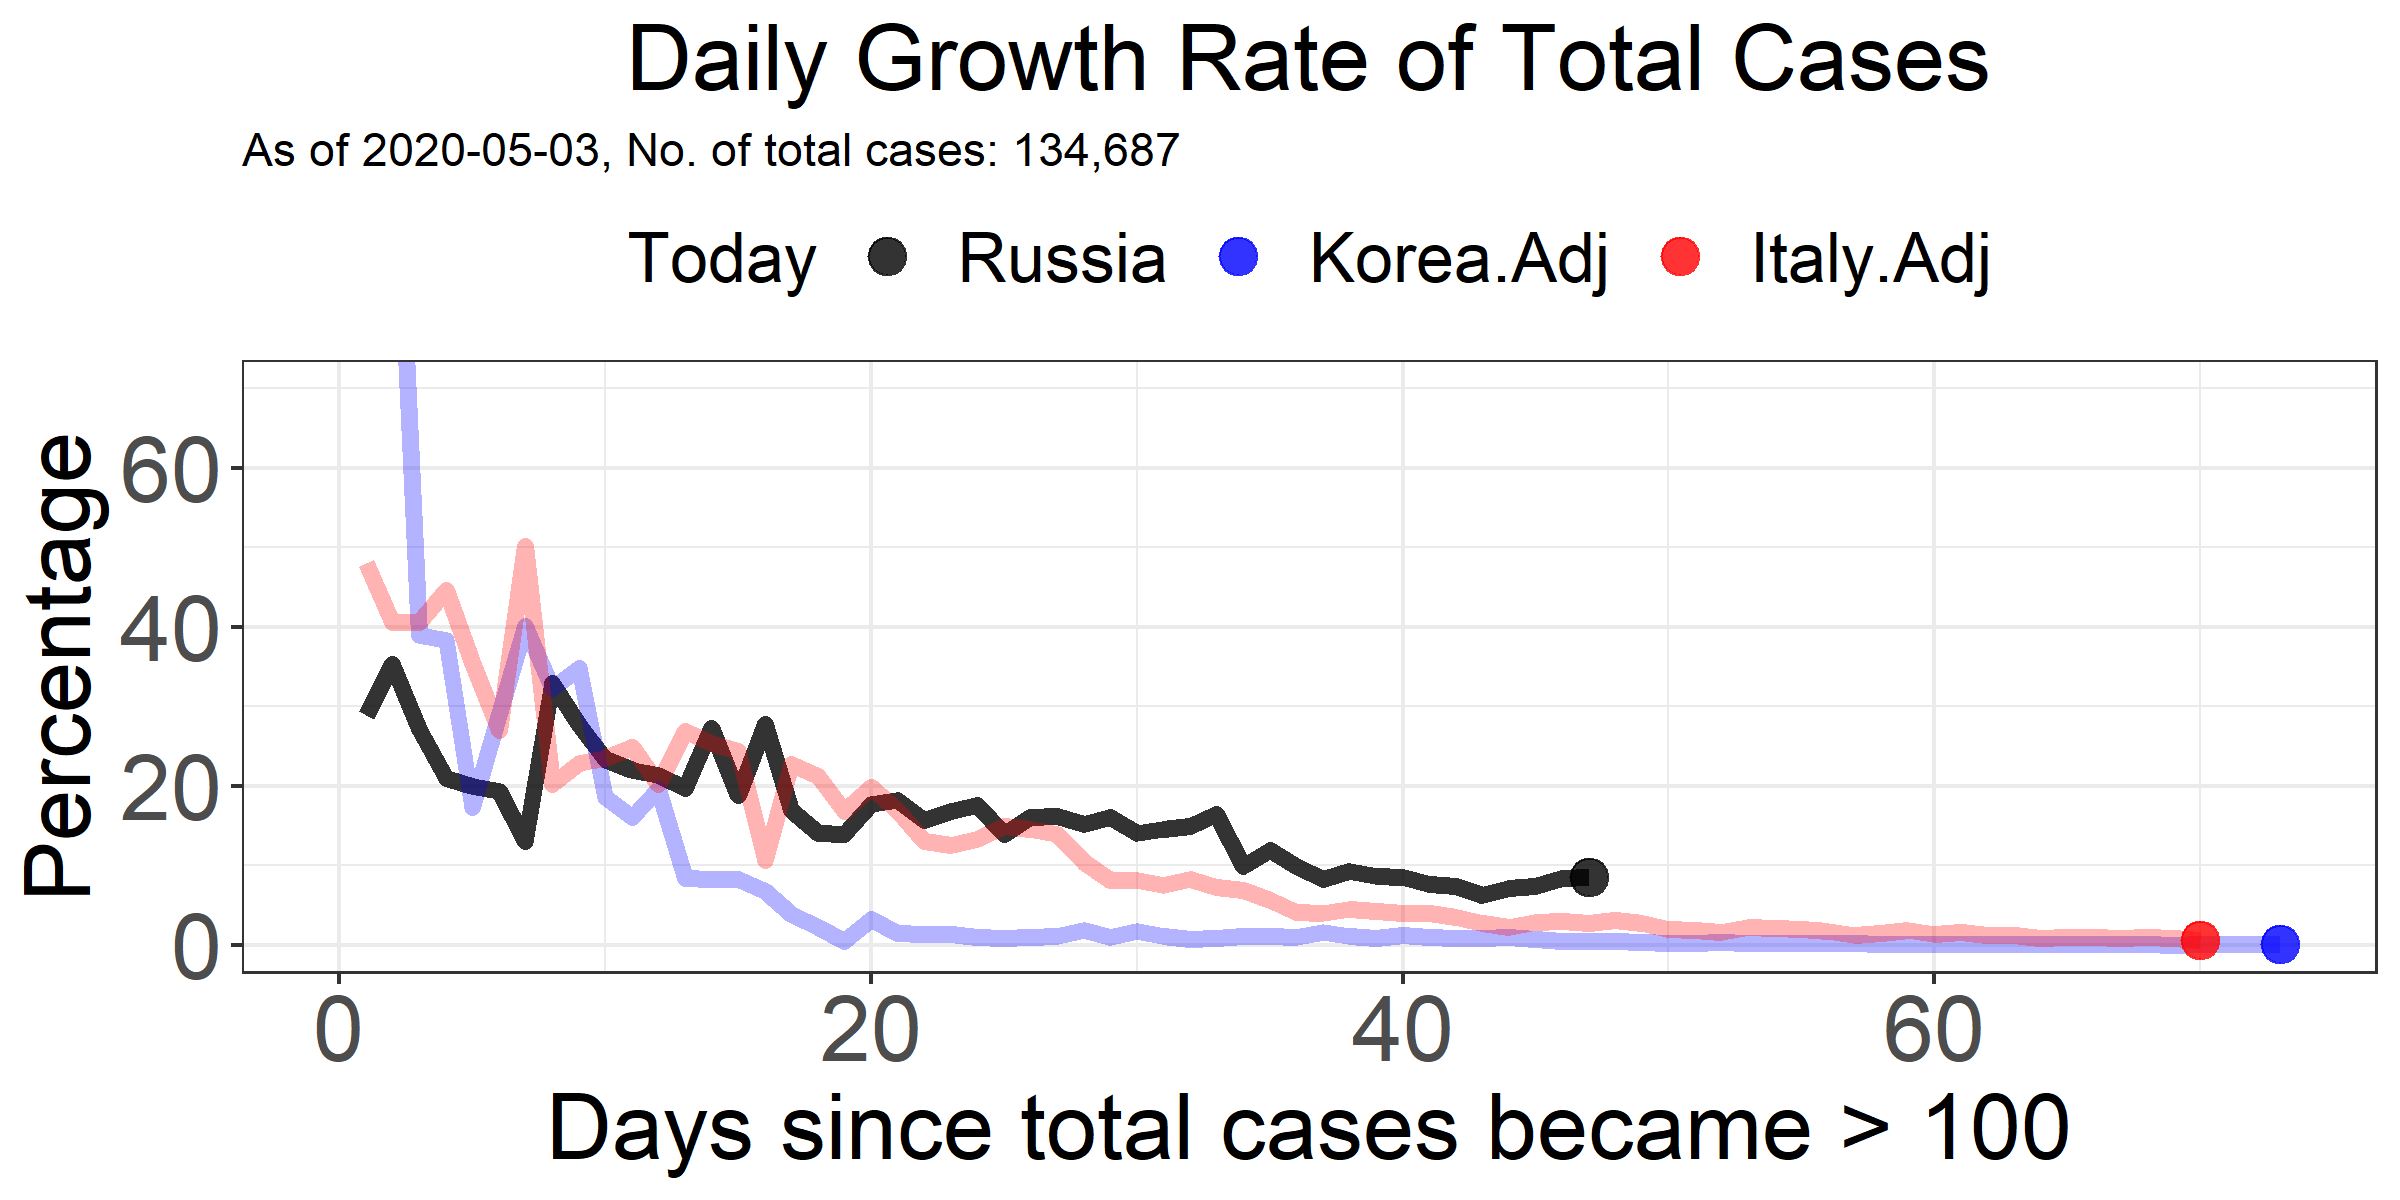 Daily Growth Rate of Total Cases
As of 2020-05-03, No. of total cases: 134,687
Today Russia Korea.Adj Italy.Adj
Percentage
60
40
20
0
0 20 40 60
Days since total cases became > 100